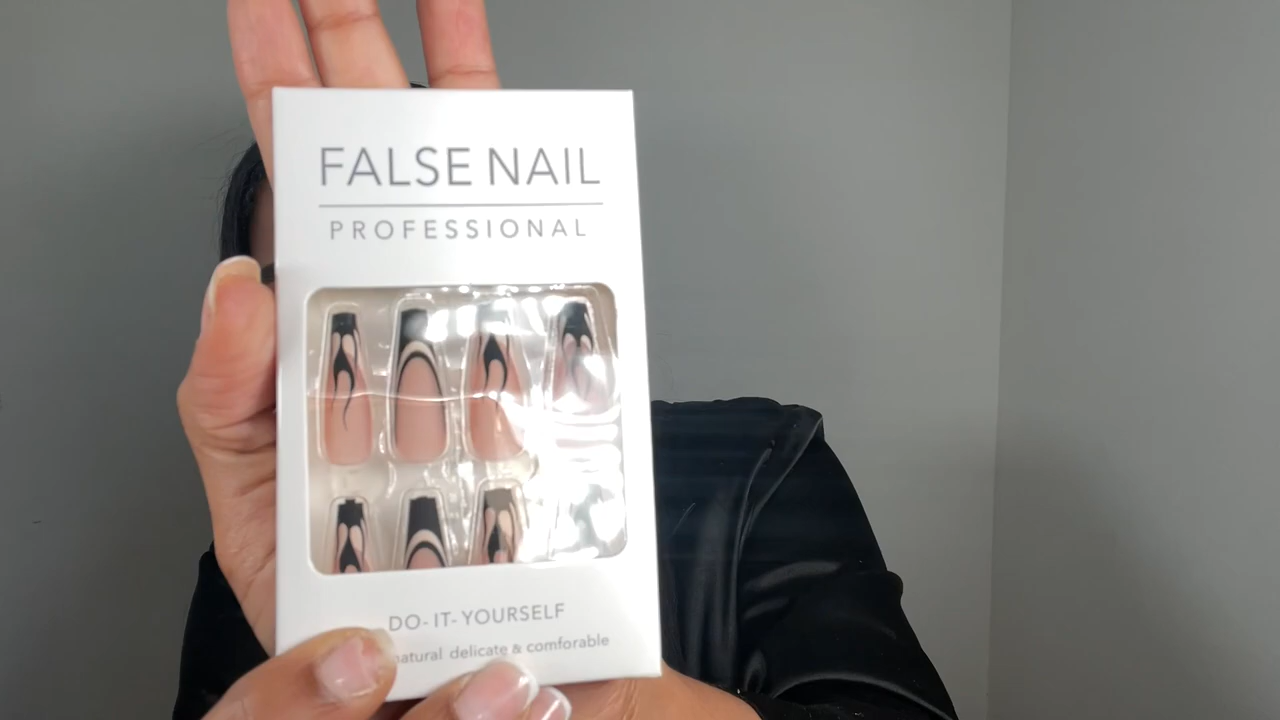 FALSE NAIL
PROFESSIONAL
DO-IT-YOURSELF
natural delicate & comforable